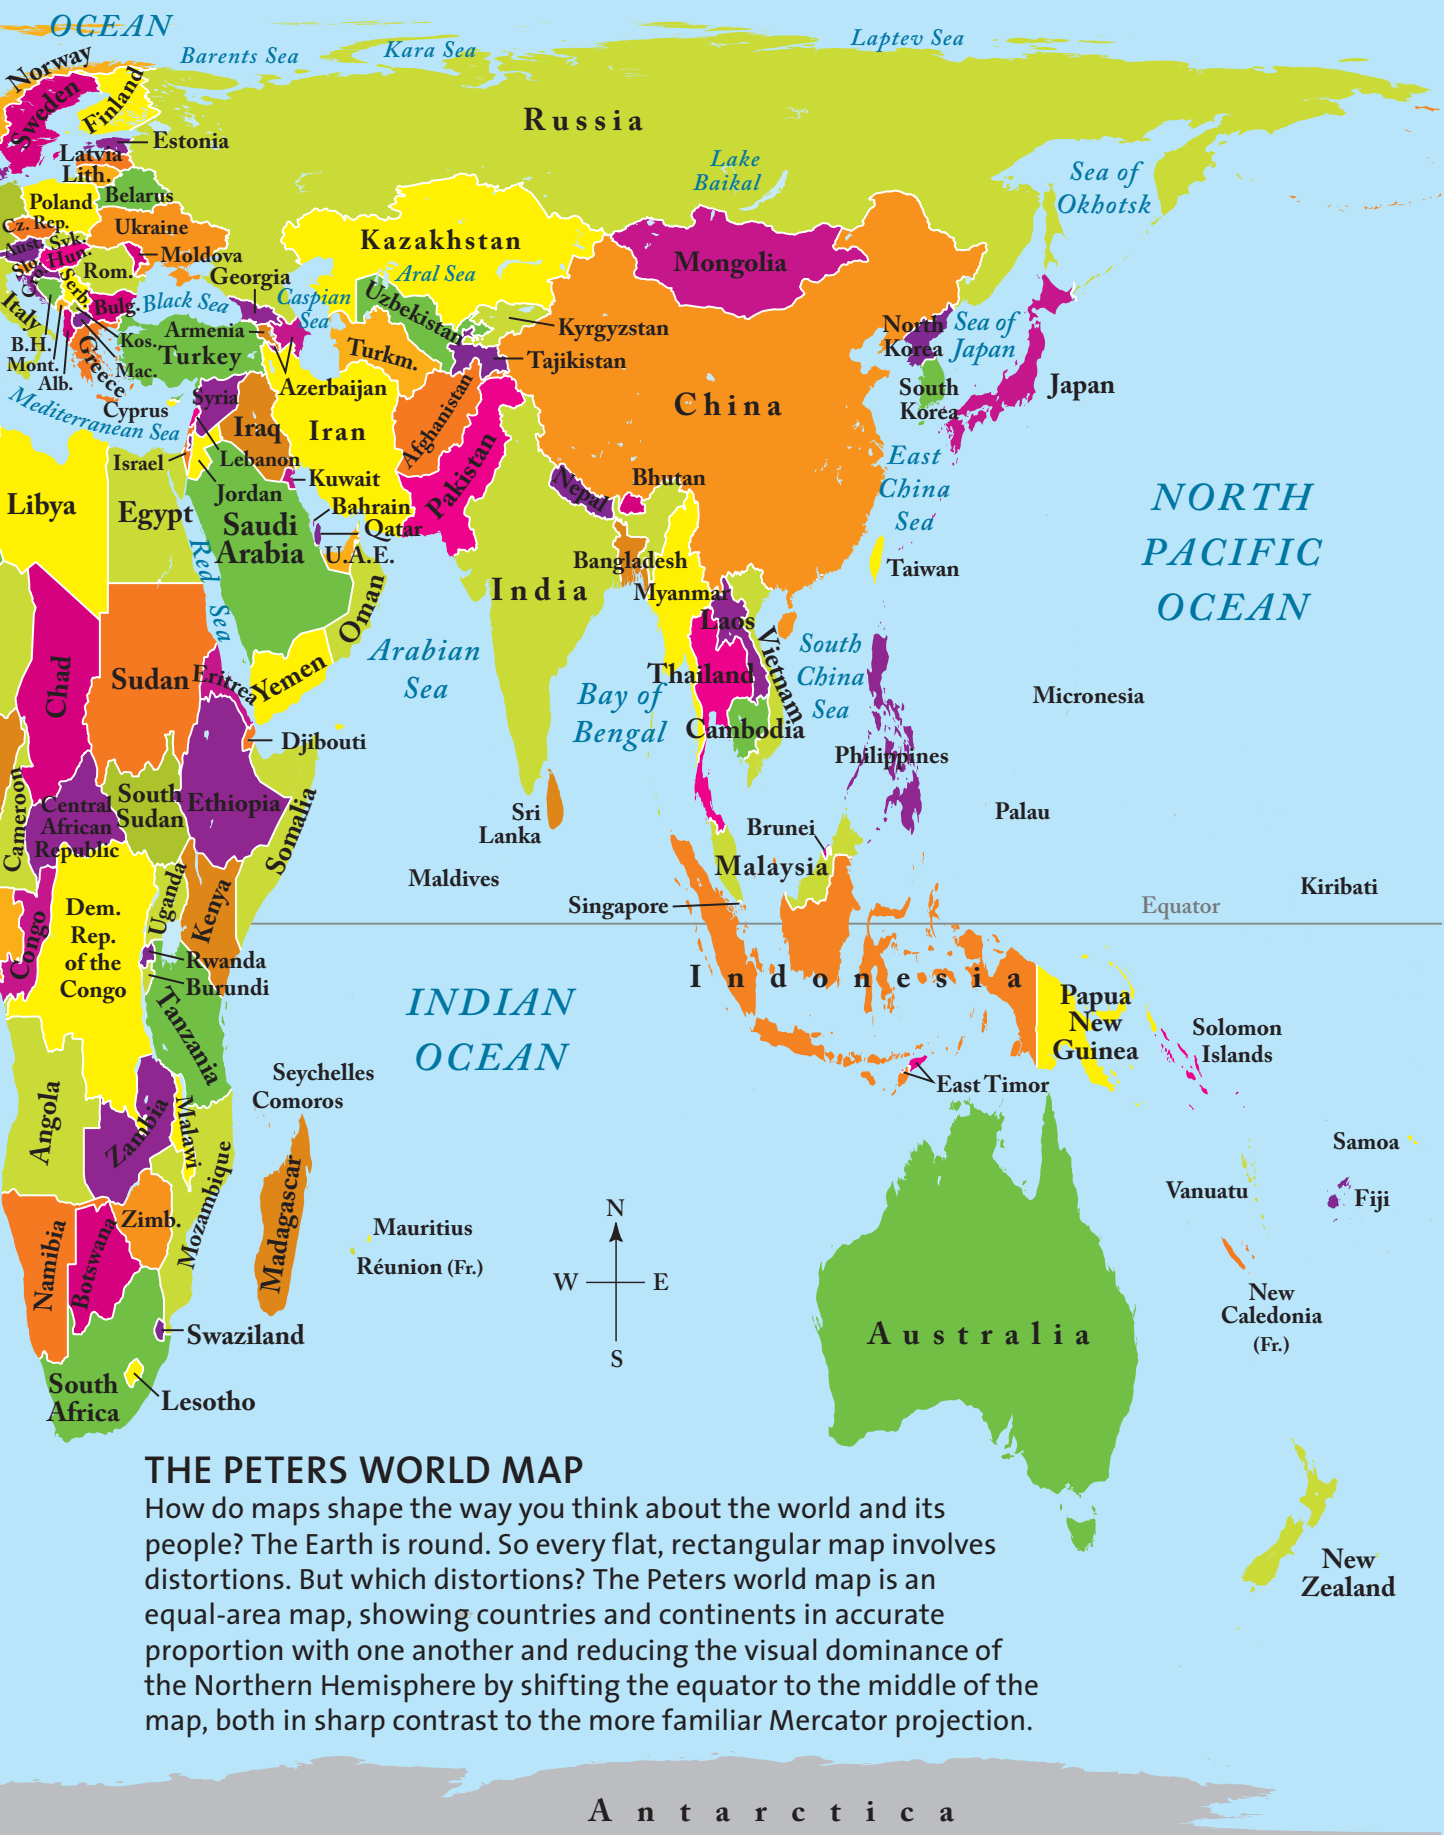 OCEAN
Barents Sea
Kara Sea
Laptev Sea
Norway
Sweden
Finland
Russia
Estonia
Latvia
Lith.
Lake
Baikal
Sea of
Okhotsk
Poland
Belarus
Cz. Rep.
Ukraine
Aust.
Svk.
Hun.
Slo.
Cro.
Moldova
Rom.
Serb.
Georgia
Kazakhstan
Aral Sea
Mongolia
Italy
Bulg.
Black Sea
Caspian
Sea
Uzbekistan
Kyrgyzstan
North
Korea
Sea of
Japan
B.H.
Kos.
Armenia
Turkey
Turkm.
Tajikistan
Mont.
Greece
Mac.
Alb.
Azerbaijan
South
Korea
Japan
China
Mediterranean Sea
Cyprus
Syria
Iraq
Iran
Afghanistan
Pakistan
Israel
Lebanon
Kuwait
Jordan
Nepal
Bhutan
East
China
Sea
Libya
Egypt
Saudi
Arabia
Bahrain
Qatar
U.A.E.
NORTH
PACIFIC
OCEAN
Red Sea
Oman
India
Bangladesh
Myanmar
Taiwan
Laos
Vietnam
Chad
Sudan
Eritrea
Yemen
Arabian
Sea
Bay of
Bengal
Thailand
South
China
Sea
Micronesia
Cambodia
Philippines
Djibouti
Cameroon
Central
African
Republic
South
Sudan
Ethiopia
Somalia
Sri
Lanka
Brunei
Palau
Malaysia
Maldives
Singapore
Kiribati
Equator
Congo
Dem.
Rep.
of the
Congo
Uganda
Kenya
Rwanda
Burundi
Tanzania
INDIAN
OCEAN
Indonesia
Papua
New
Guinea
Solomon
Islands
Seychelles
Comoros
East Timor
Angola
Zambia
Malawi
Mozambique
Madagascar
Samoa
Vanuatu
Fiji
Namibia
Botswana
Zimb.
Mauritius
Réunion (Fr.)
N
W
E
S
New
Caledonia
(Fr.)
Swaziland
Australia
South
Africa
Lesotho
New
Zealand
THE PETERS WORLD MAP
How do maps shape the way you think about the world and its
people? The Earth is round. So every flat, rectangular map involves
distortions. But which distortions? The Peters world map is an
equal-area map, showing countries and continents in accurate
proportion with one another and reducing the visual dominance of
the Northern Hemisphere by shifting the equator to the middle of the
map, both in sharp contrast to the more familiar Mercator projection.
Antarctica